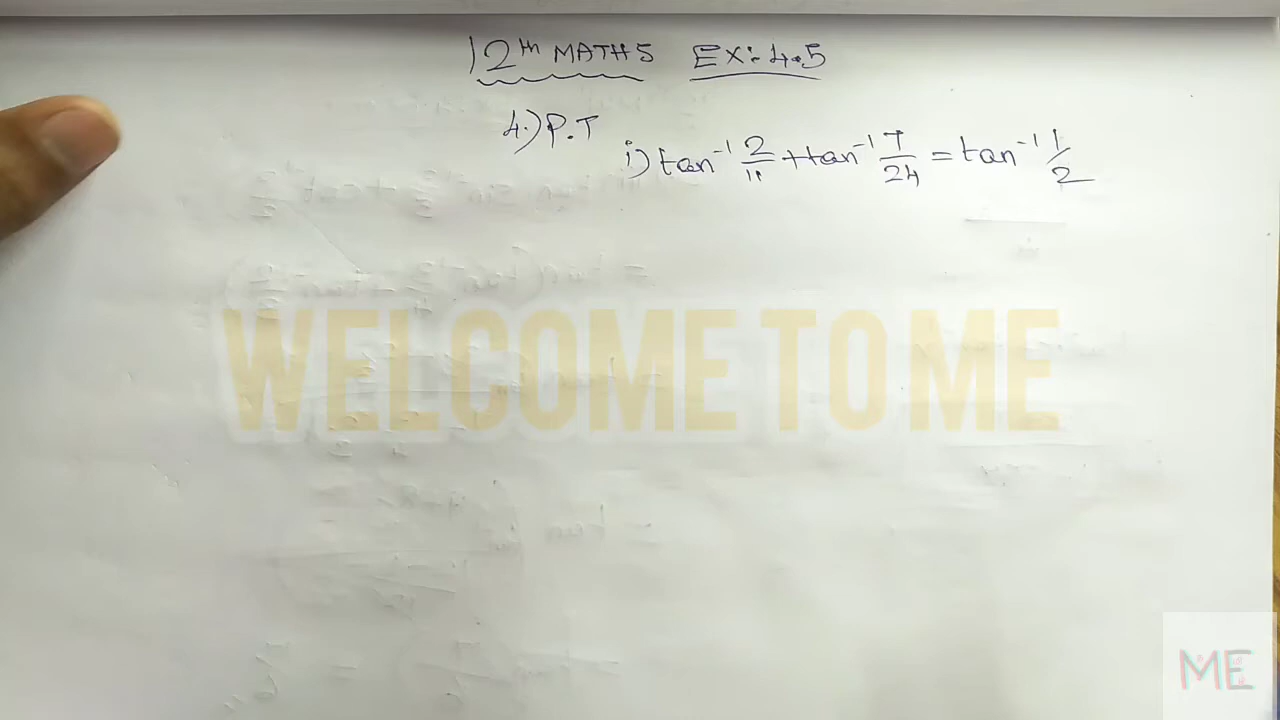 12th MATHS EX:-4.5
4.) P.T
i) tan⁻¹ 2/11 + tan⁻¹ 7/24 = tan⁻¹ 1/2
WELCOME TO ME
ME